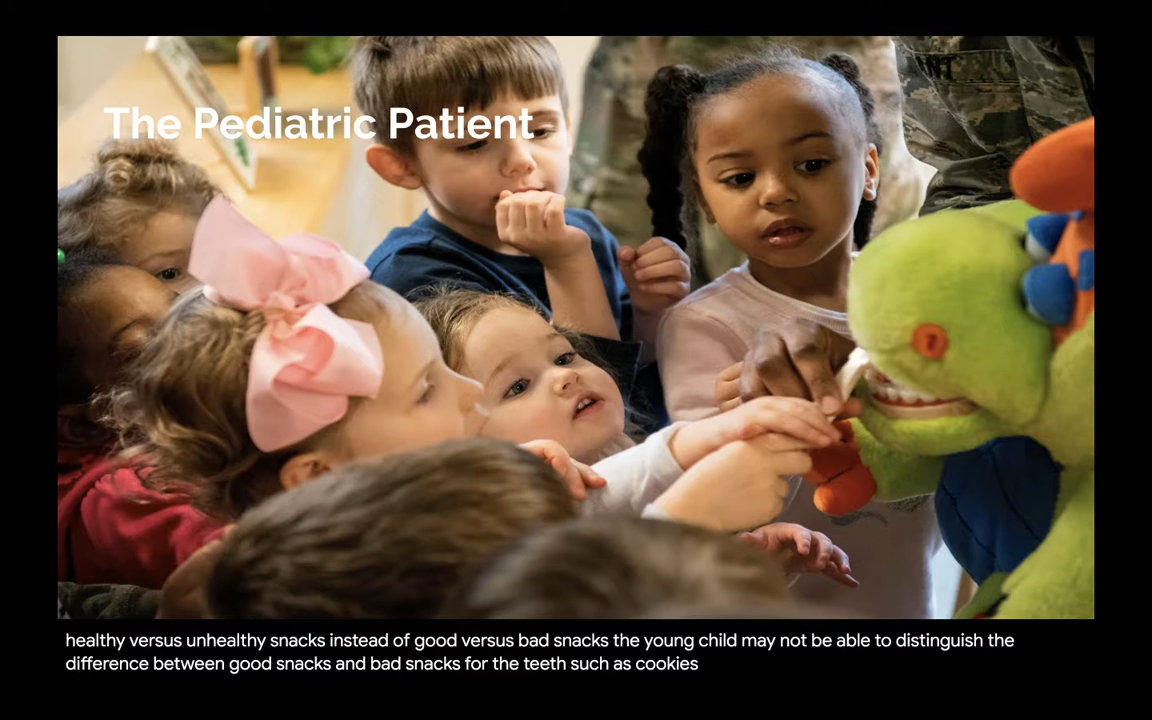 The Pediatric Patient
healthy versus unhealthy snacks instead of good versus bad snacks the young child may not be able to distinguish the
difference between good snacks and bad snacks for the teeth such as cookies